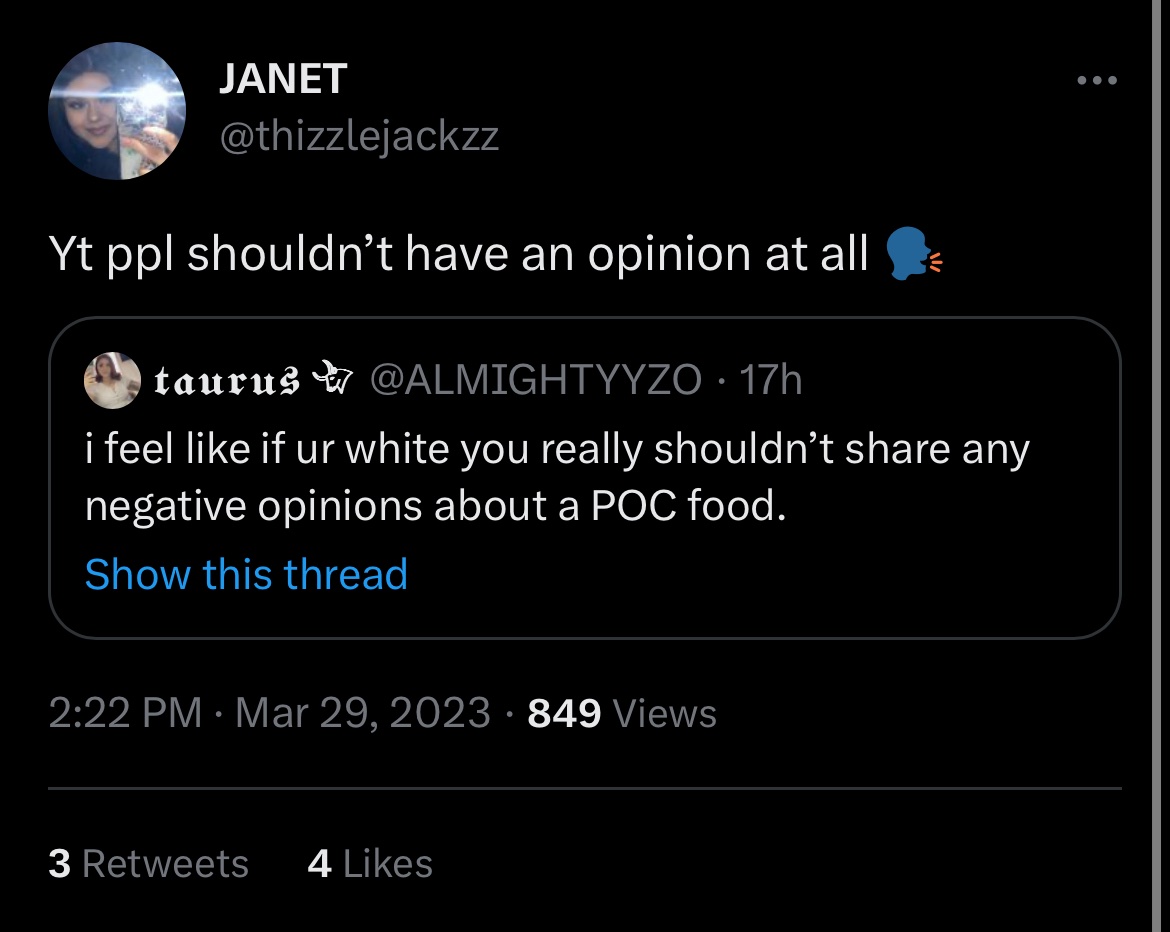 JANET
@thizzlejackzz
Yt ppl shouldn’t have an opinion at all 🗣️
𝖙𝖆𝖚𝖗𝖚𝖘 @ALMIGHTYYZO · 17h
i feel like if ur white you really shouldn’t share any
negative opinions about a POC food.
Show this thread
2:22 PM · Mar 29, 2023 · 849 Views
3 Retweets 4 Likes